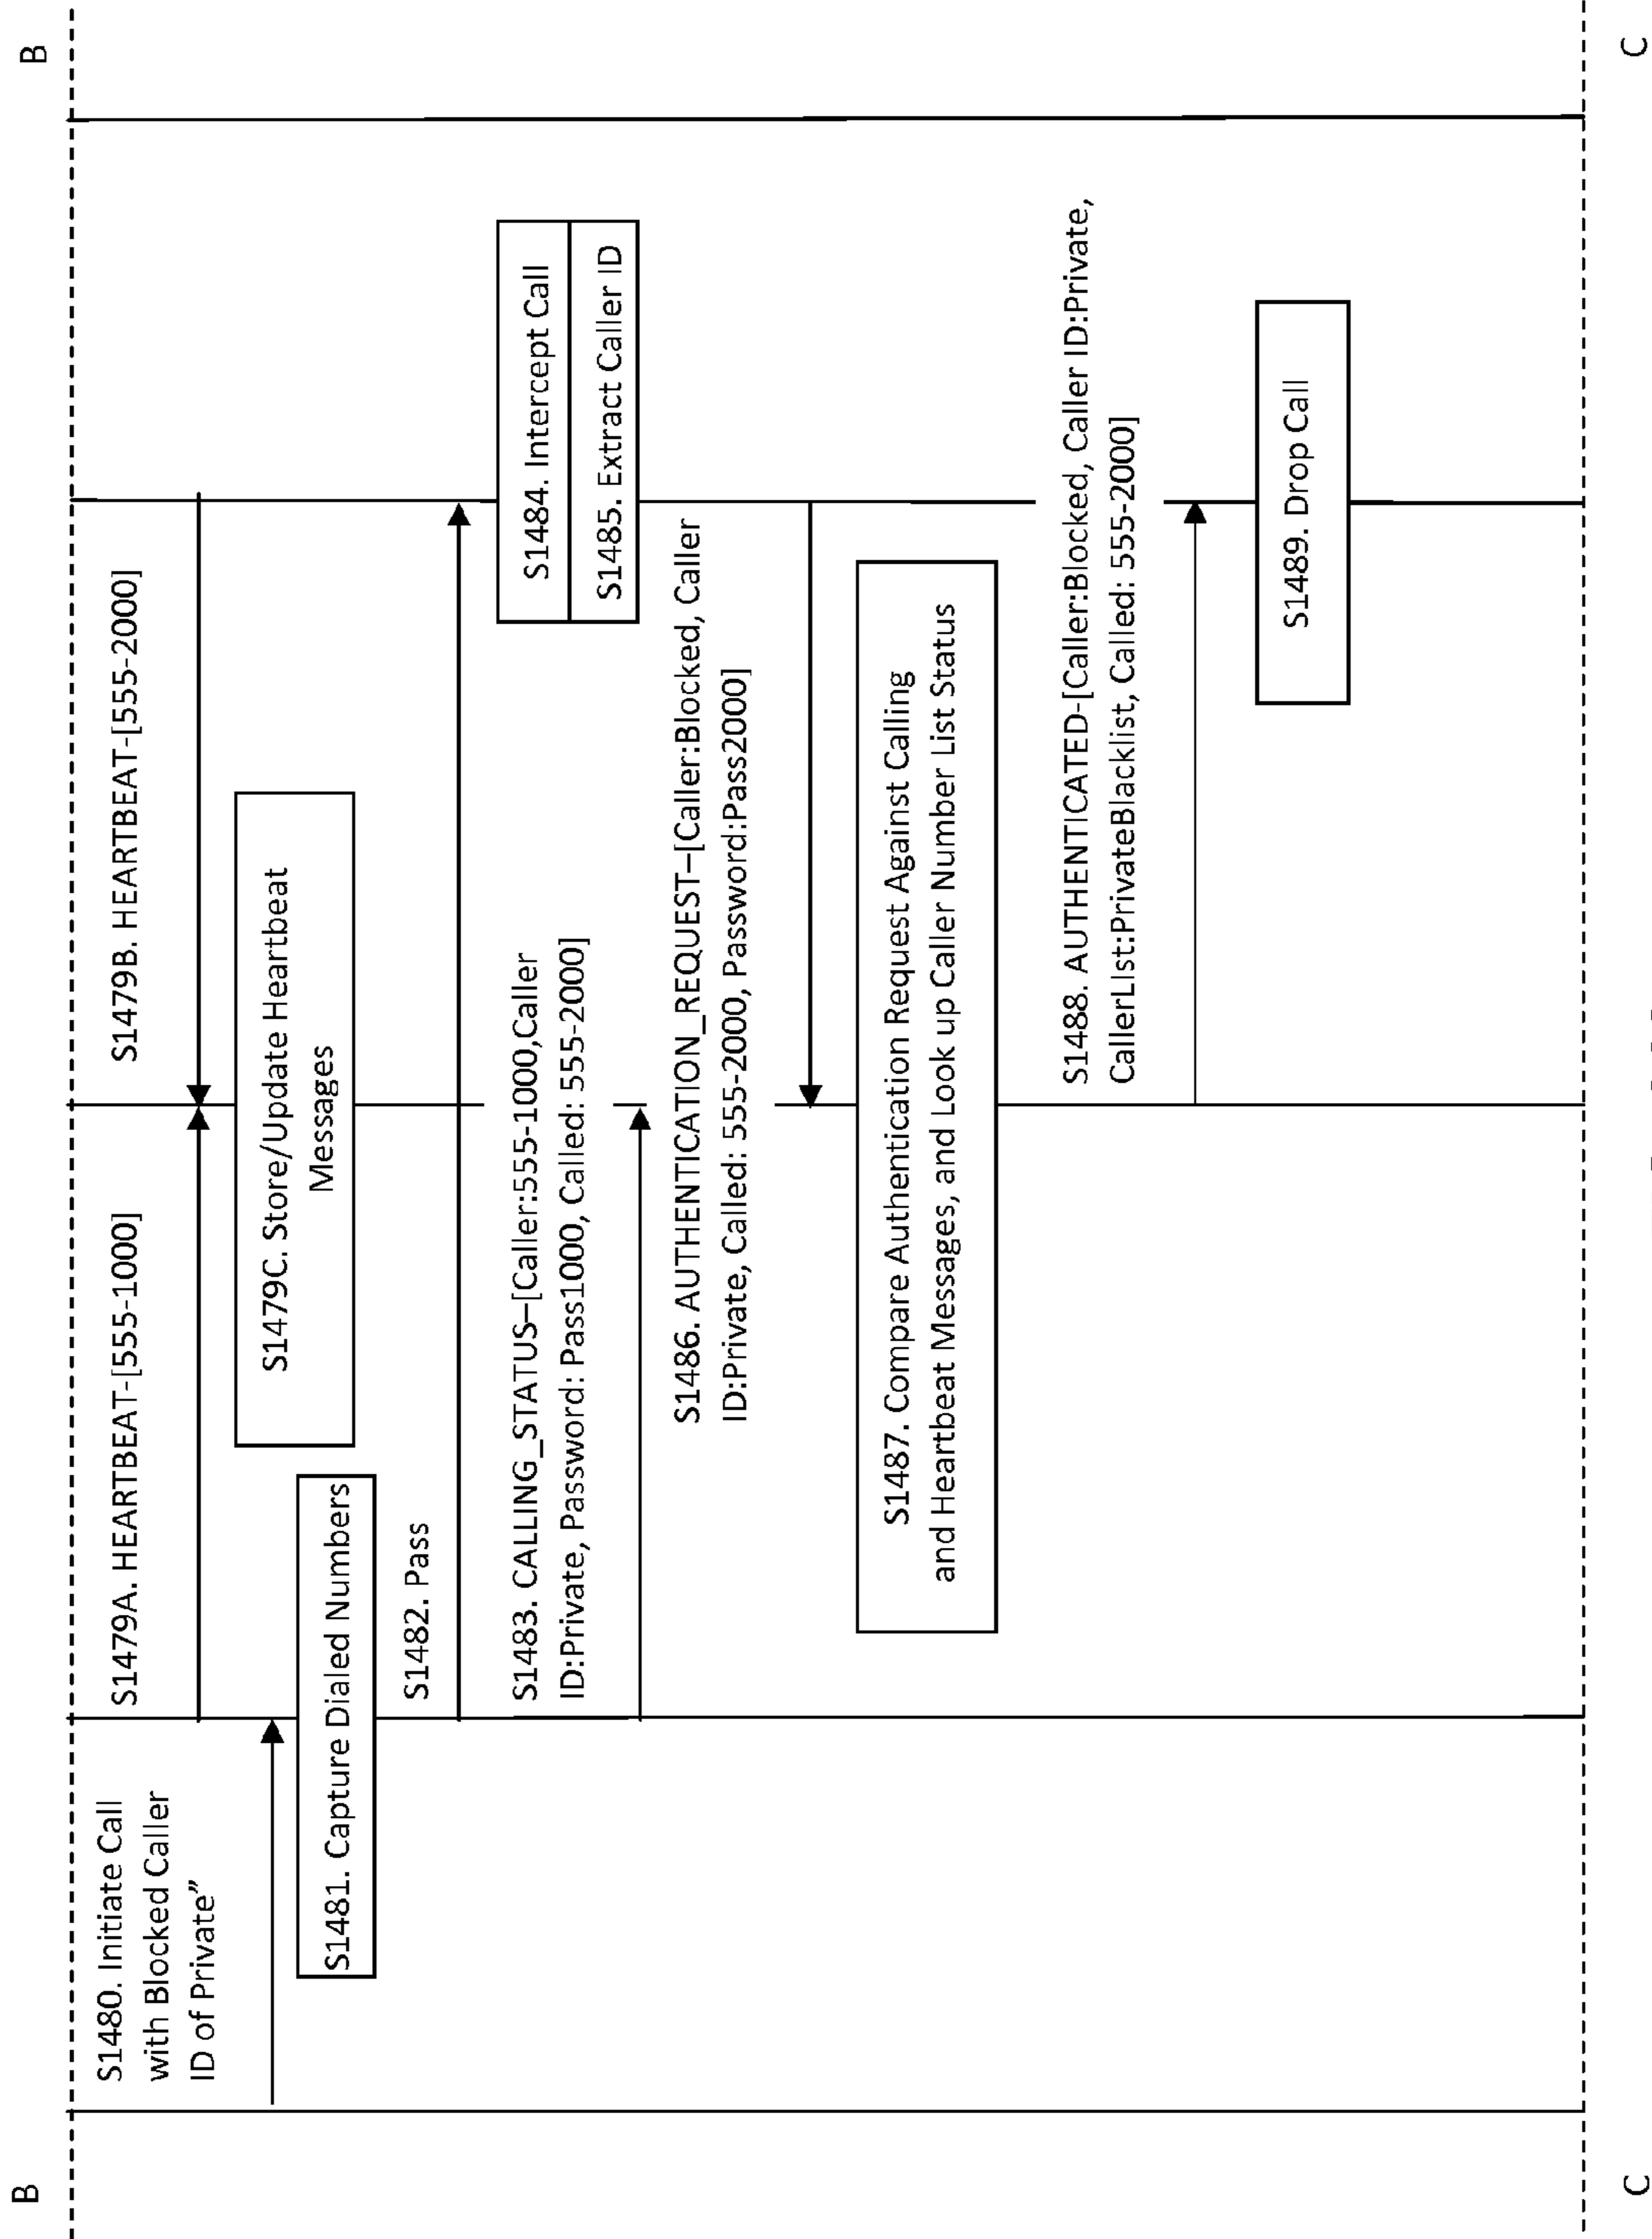 B
B
S1479A. HEARTBEAT-[555-1000]
S1479B. HEARTBEAT-[555-2000]
S1480. Initiate Call
with Blocked Caller
ID of Private”
S1479C. Store/Update Heartbeat
Messages
S1481. Capture Dialed Numbers
S1482. Pass
S1483. CALLING_STATUS–[Caller:555-1000,Caller
ID:Private, Password: Pass1000, Called: 555-2000]
S1484. Intercept Call
S1485. Extract Caller ID
S1486. AUTHENTICATION_REQUEST–[Caller:Blocked, Caller
ID:Private, Called: 555-2000, Password:Pass2000]
S1487. Compare Authentication Request Against Calling
and Heartbeat Messages, and Look up Caller Number List Status
S1488. AUTHENTICATED-[Caller:Blocked, Caller ID:Private,
CallerList:PrivateBlacklist, Called: 555-2000]
S1489. Drop Call
C
C